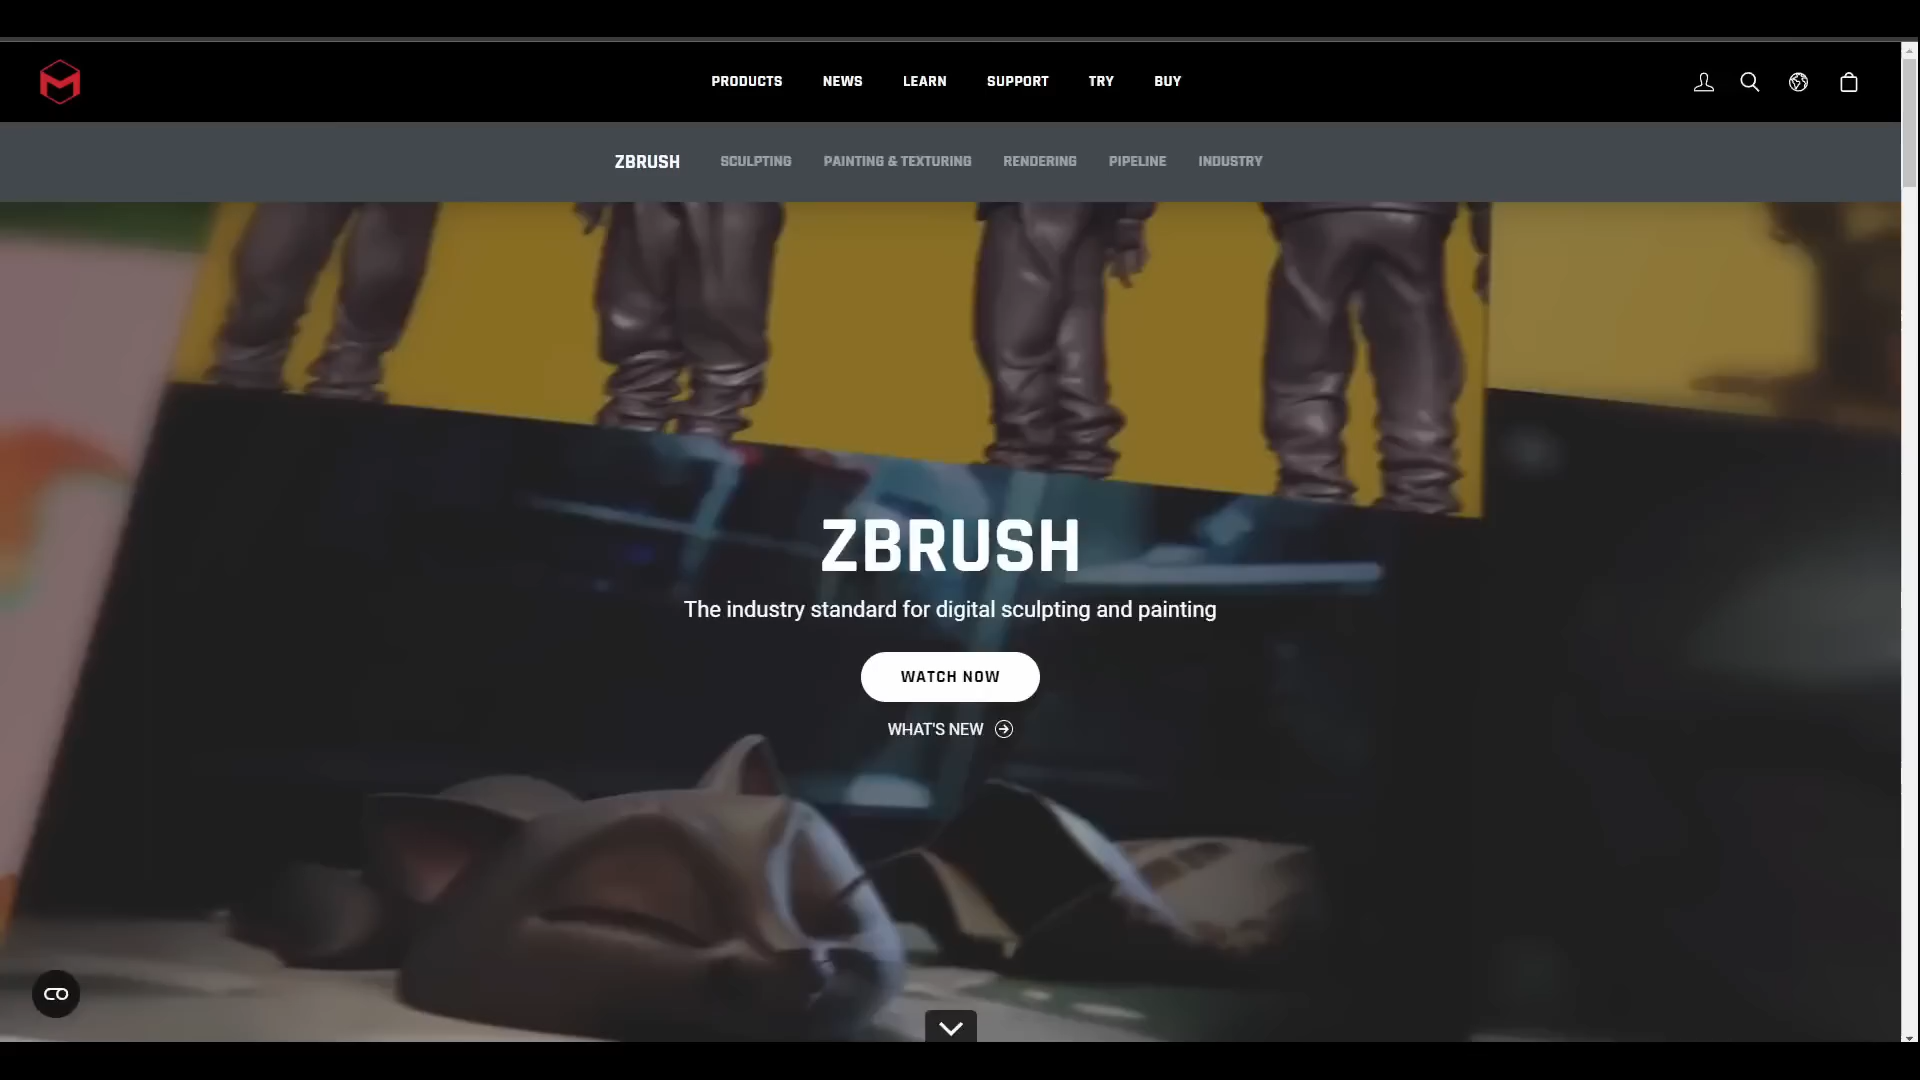 PRODUCTS NEWS LEARN SUPPORT TRY BUY
ZBRUSH SCULPTING PAINTING & TEXTURING RENDERING PIPELINE INDUSTRY
ZBRUSH
The industry standard for digital sculpting and painting
WATCH NOW
WHAT'S NEW